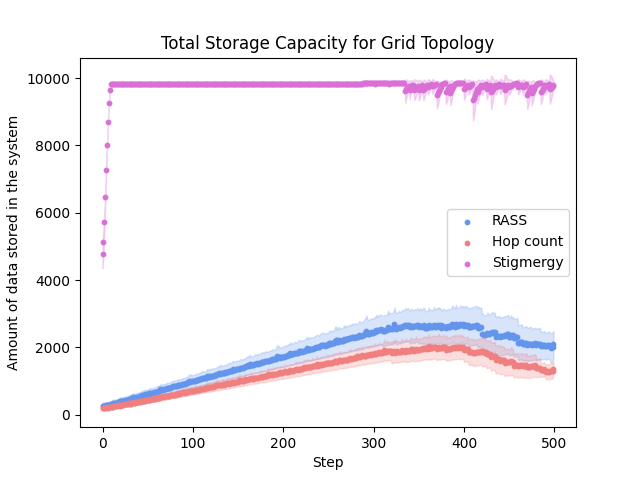 Total Storage Capacity for Grid Topology
Amount of data stored in the system
10000
8000
6000
4000
2000
0
RASS
Hop count
Stigmergy
0
100
200
300
400
500
Step